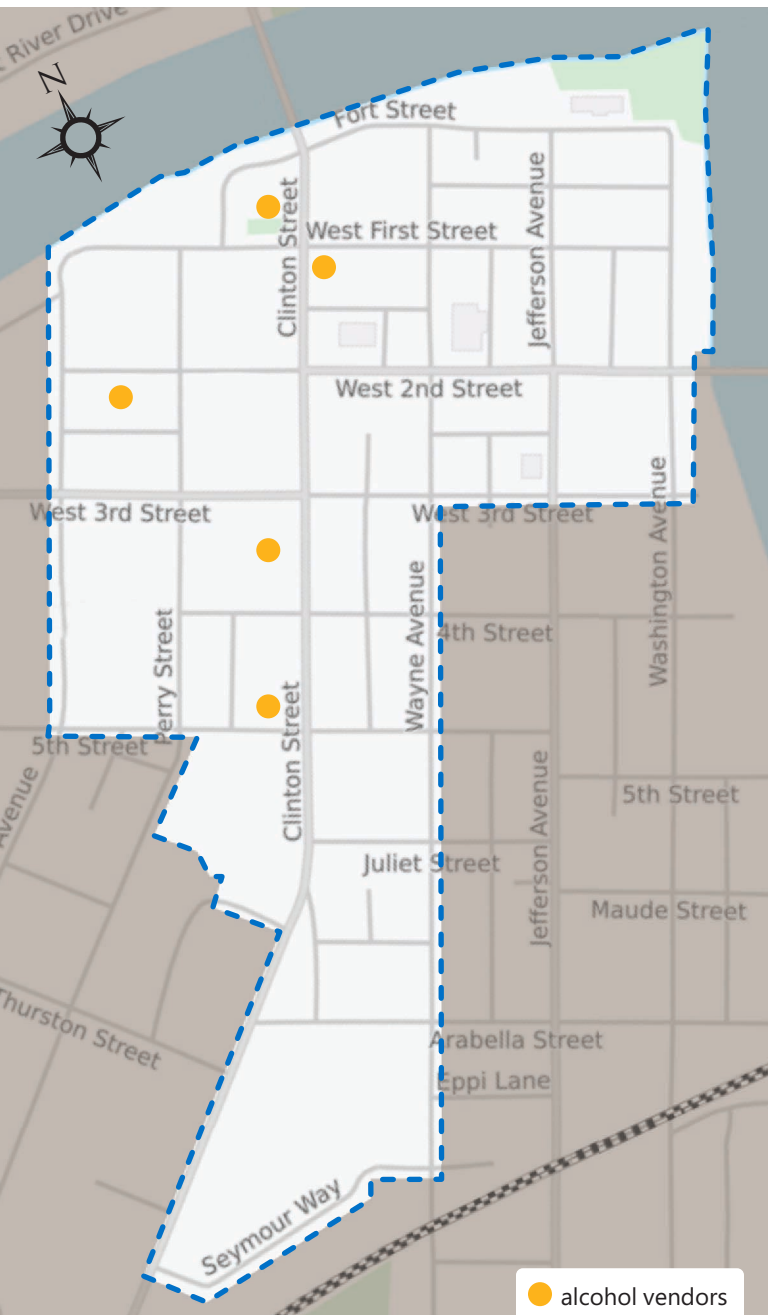 River Drive
N
Fort Street
Clinton Street
West First Street
Jefferson Avenue
West 2nd Street
West 3rd Street
West 3rd Street
Washington Avenue
Wayne Avenue
Perry Street
4th Street
5th Street
Clinton Street
Avenue
5th Street
Jefferson Avenue
Juliet Street
Maude Street
Thurston Street
Arabella Street
Eppi Lane
Seymour Way
alcohol vendors